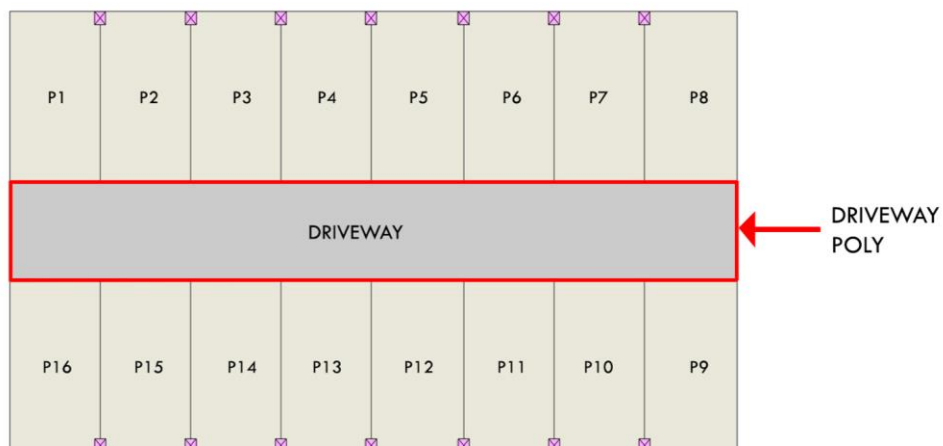 P1 P2 P3 P4 P5 P6 P7 P8
DRIVEWAY
DRIVEWAY
POLY
P16 P15 P14 P13 P12 P11 P10 P9